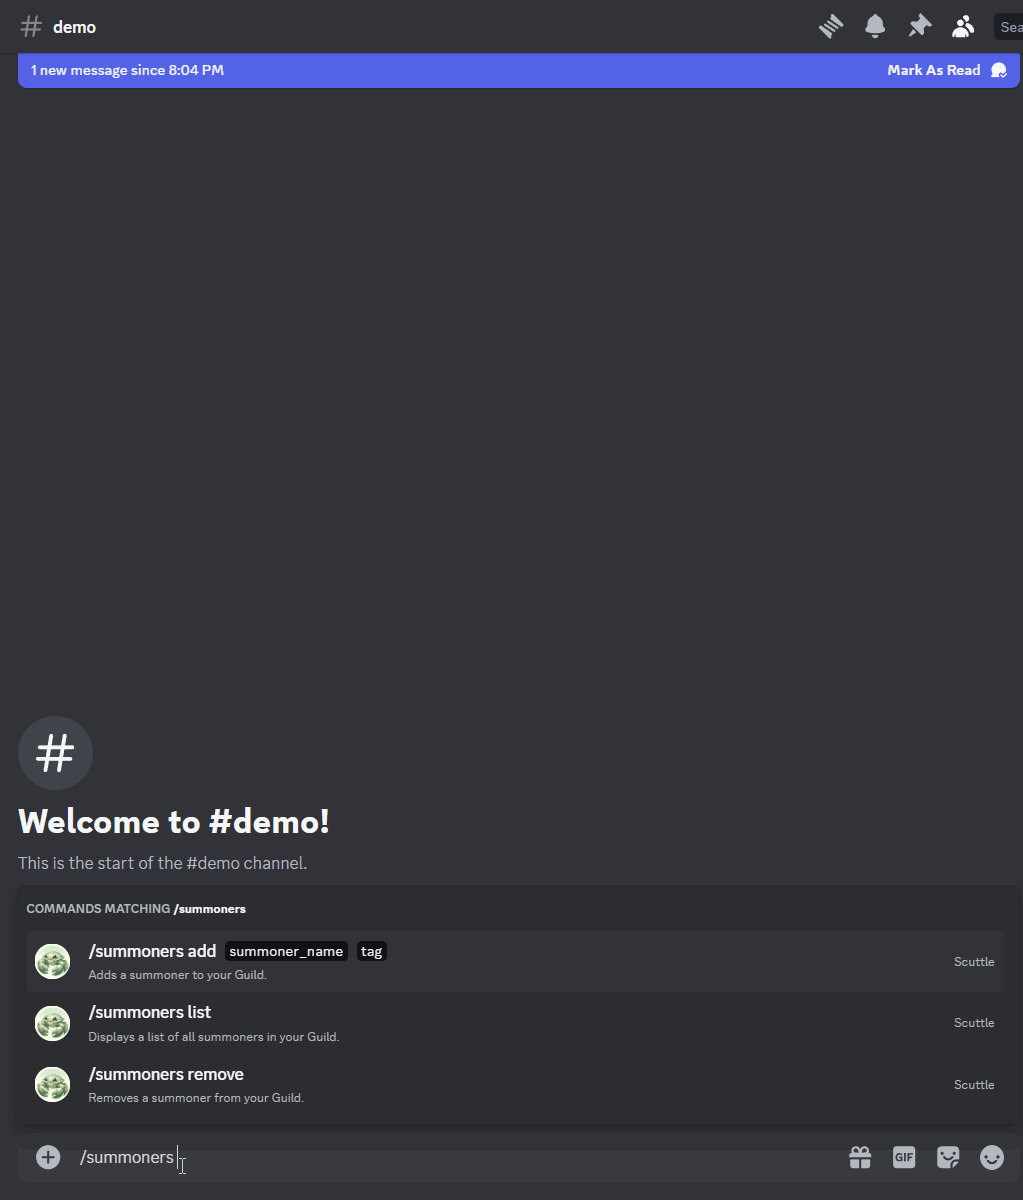 demo
Sea
1 new message since 8:04 PM
Mark As Read
Welcome to #demo!
This is the start of the #demo channel.
COMMANDS MATCHING /summoners
/summoners add summoner_name tag
Adds a summoner to your Guild.
Scuttle
/summoners list
Displays a list of all summoners in your Guild.
Scuttle
/summoners remove
Removes a summoner from your Guild.
Scuttle
/summoners
GIF